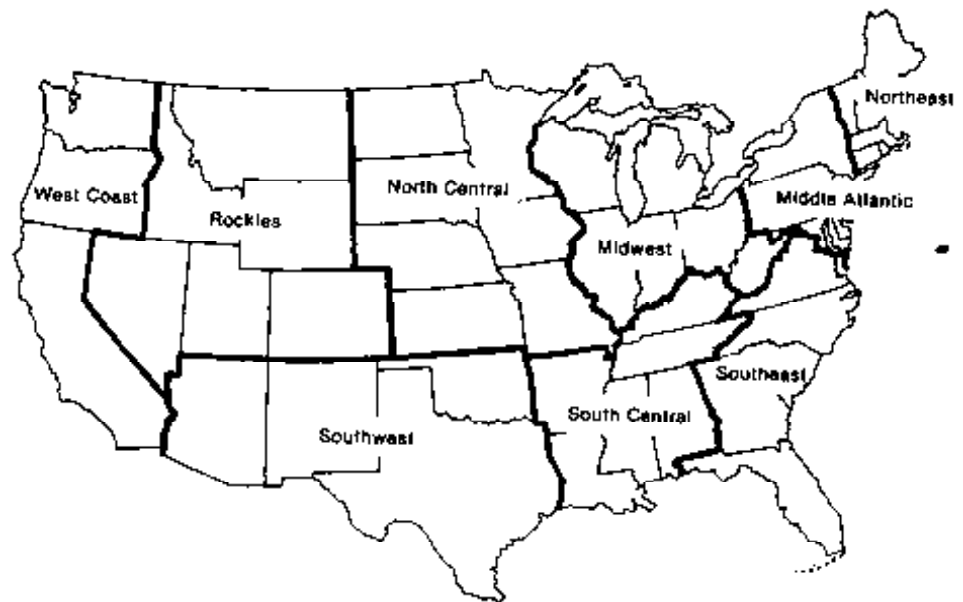 Northeast
West Coast
North Central
Middle Atlantic
Rockies
Midwest
Southeast
South Central
Southwest